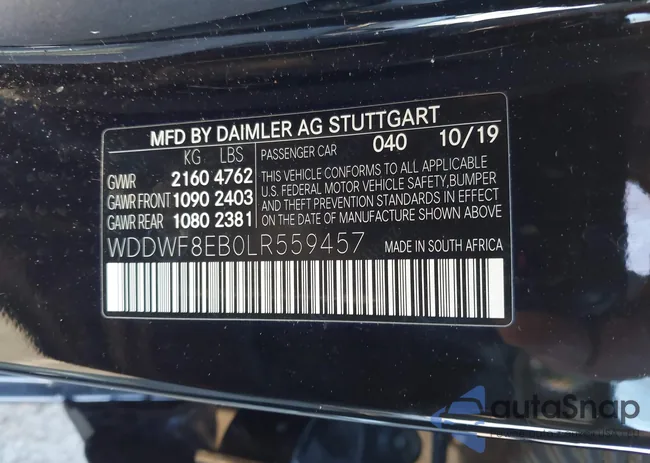 MFD BY DAIMLER AG STUTTGART
KG LBS PASSENGER CAR 040 10/19
GVWR 2160 4762
GAWR FRONT 1090 2403
GAWR REAR 1080 2381
THIS VEHICLE CONFORMS TO ALL APPLICABLE
U.S. FEDERAL MOTOR VEHICLE SAFETY, BUMPER
AND THEFT PREVENTION STANDARDS IN EFFECT
ON THE DATE OF MANUFACTURE SHOWN ABOVE
WDDWF8EB0LR559457 MADE IN SOUTH AFRICA
autaSnap